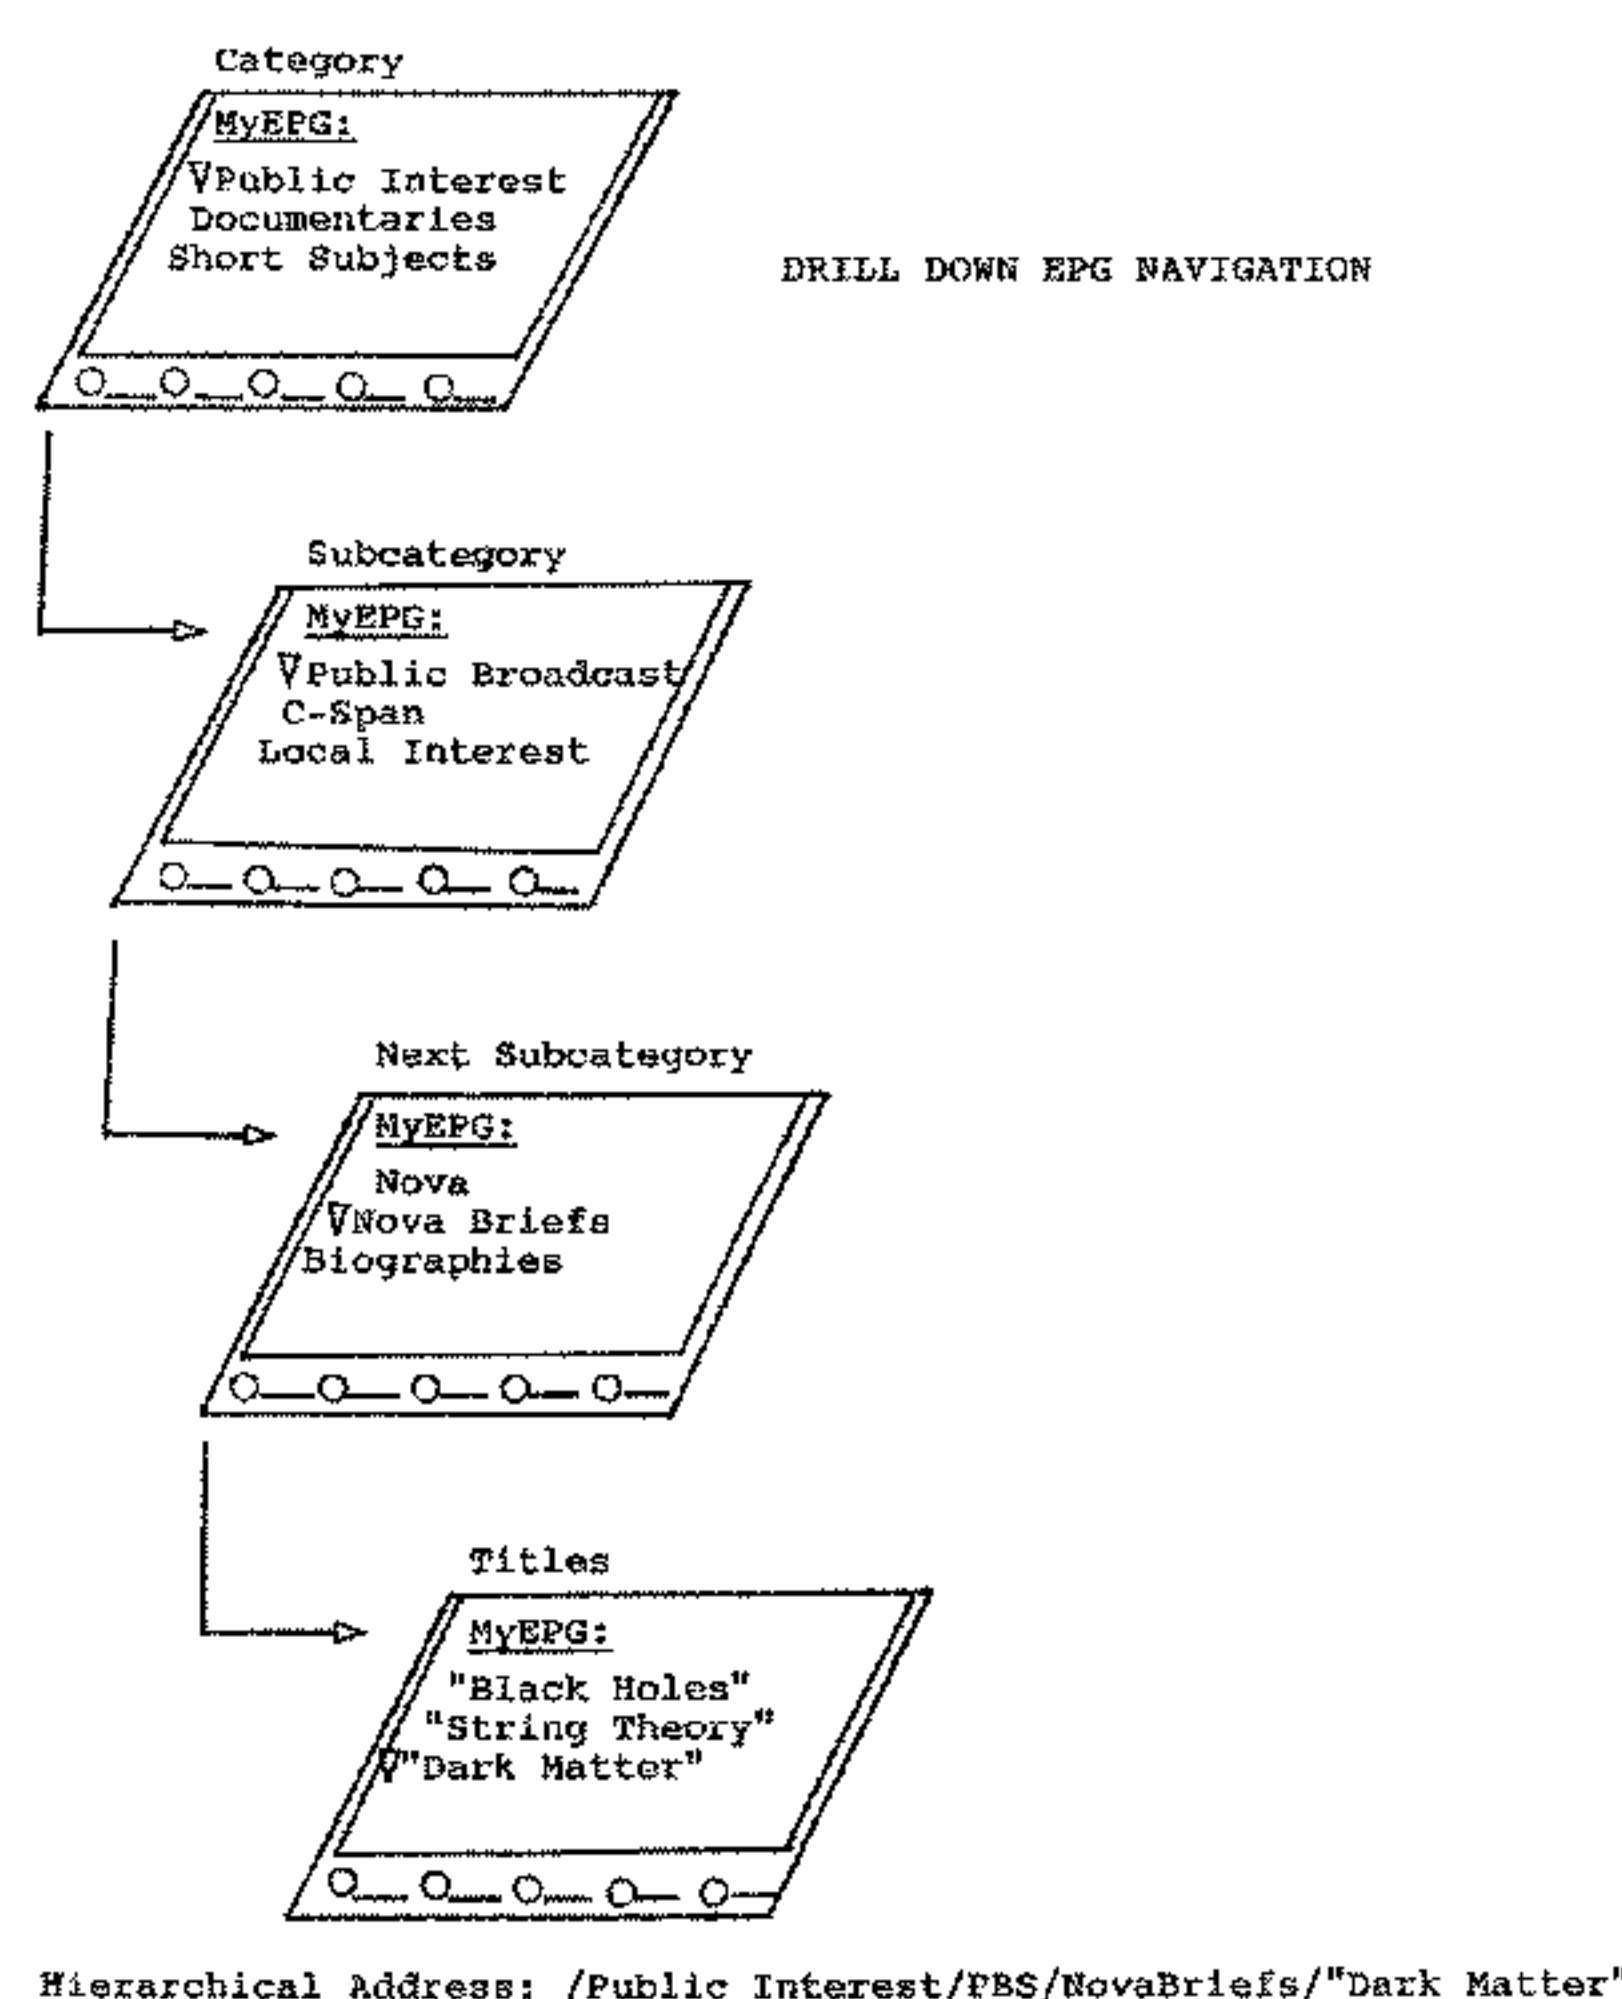 Category
MyEPG:
∇Public Interest
Documentaries
Short Subjects
DRILL DOWN EPG NAVIGATION
Subcategory
MyEPG:
∇Public Broadcast
C-Span
Local Interest
Next Subcategory
MyEPG:
Nova
∇Nova Briefs
Biographies
Titles
MyEPG:
"Black Holes"
"String Theory"
∇"Dark Matter"
Hierarchical Address: /Public Interest/PBS/NovaBriefs/"Dark Matter"